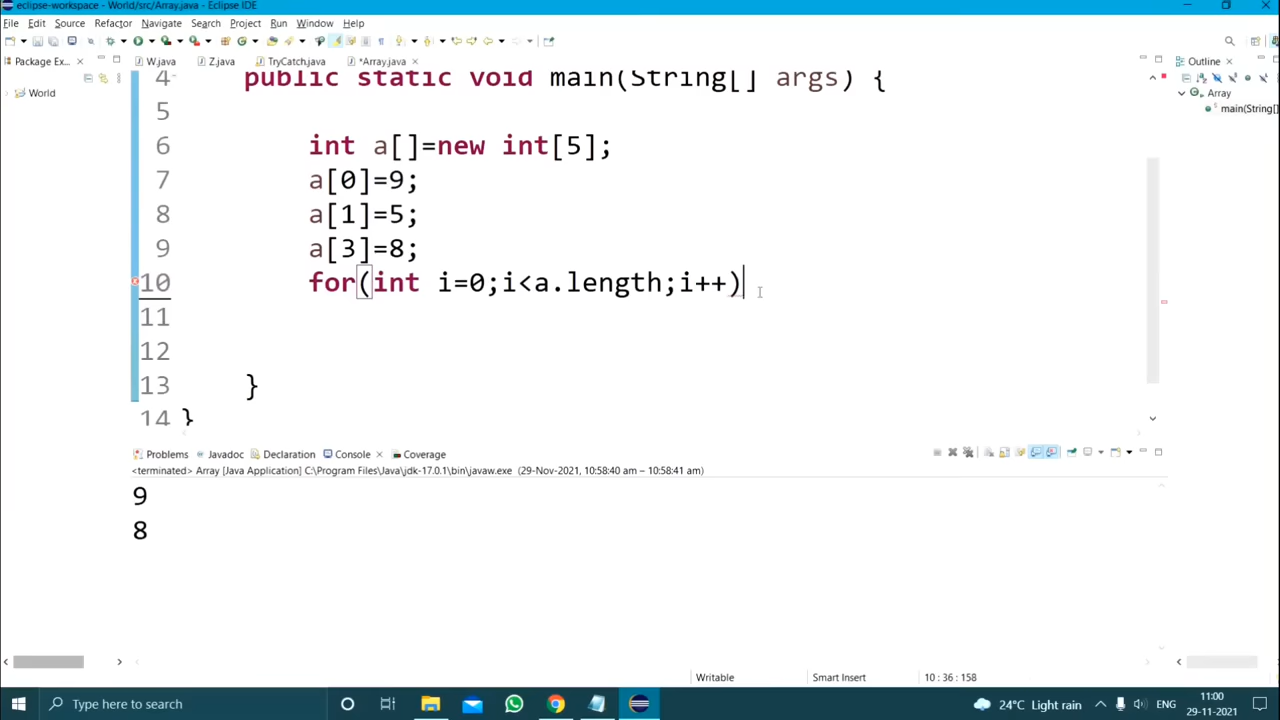 eclipse-workspace - World/src/Array.java - Eclipse IDE
File Edit Source Refactor Navigate Search Project Run Window Help
Package Ex... W.java Z.java TryCatch.java *Array.java Outline
World
Array
main(String[]
4 public static void main(String[] args) {
5
6 int a[]=new int[5];
7 a[0]=9;
8 a[1]=5;
9 a[3]=8;
10 for(int i=0;i<a.length;i++)
11
12
13 }
14 }
Problems Javadoc Declaration Console Coverage
<terminated> Array [Java Application] C:\Program Files\Java\jdk-17.0.1\bin\javaw.exe (29-Nov-2021, 10:58:40 am – 10:58:41 am)
9
8
Writable Smart Insert 10 : 36 : 158
Type here to search 24°C Light rain ENG 11:00
29-11-2021